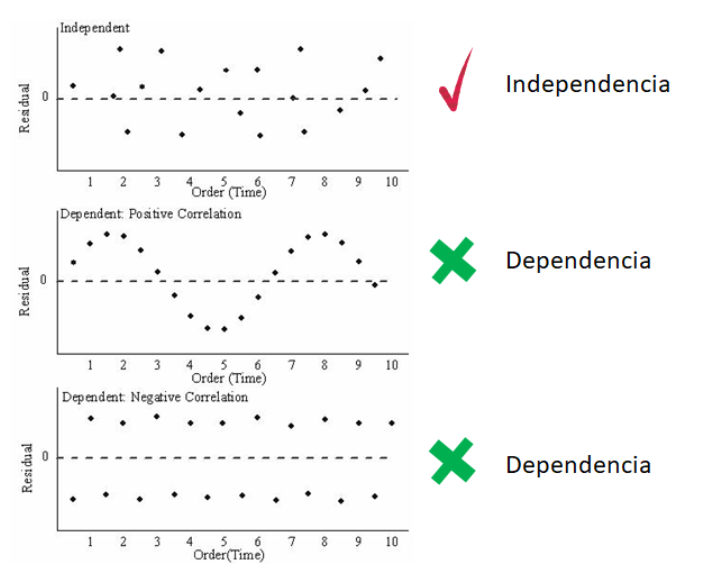 Independent
Residual
0
1 2 3 4 5 6 7 8 9 10
Order (Time)
Independencia
Dependent: Positive Correlation
Residual
0
1 2 3 4 5 6 7 8 9 10
Order (Time)
Dependencia
Dependent: Negative Correlation
Residual
0
1 2 3 4 5 6 7 8 9 10
Order(Time)
Dependencia